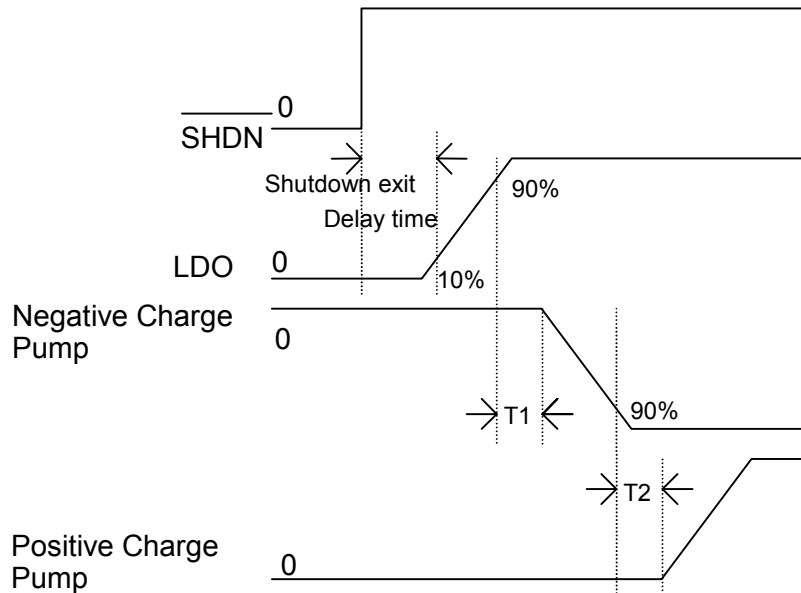 0
SHDN
Shutdown exit
90%
Delay time
LDO
0
10%
Negative Charge
0
Pump
T1
90%
T2
Positive Charge
0
Pump